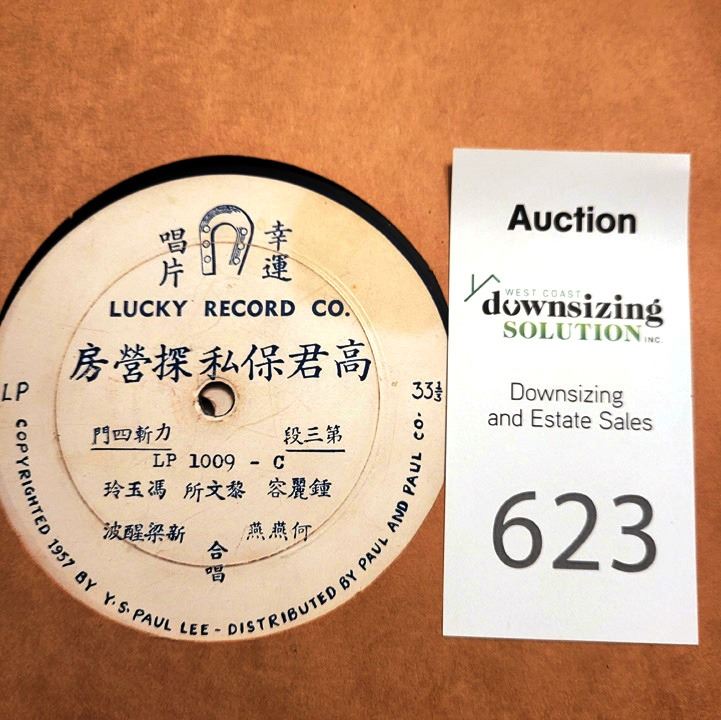 幸運
唱片
LUCKY RECORD CO.
高君保私探營房
LP
33⅓
第三段 力斬四門
LP 1009 - C
鍾麗容 黎文所 馮玉玲
何燕燕 新梁醒波
合唱
COPYRIGHTED 1957 BY Y.S. PAUL LEE - DISTRIBUTED BY PAUL AND PAUL CO.
Auction
WEST COAST
downsizing
SOLUTION INC.
Downsizing
and Estate Sales
623